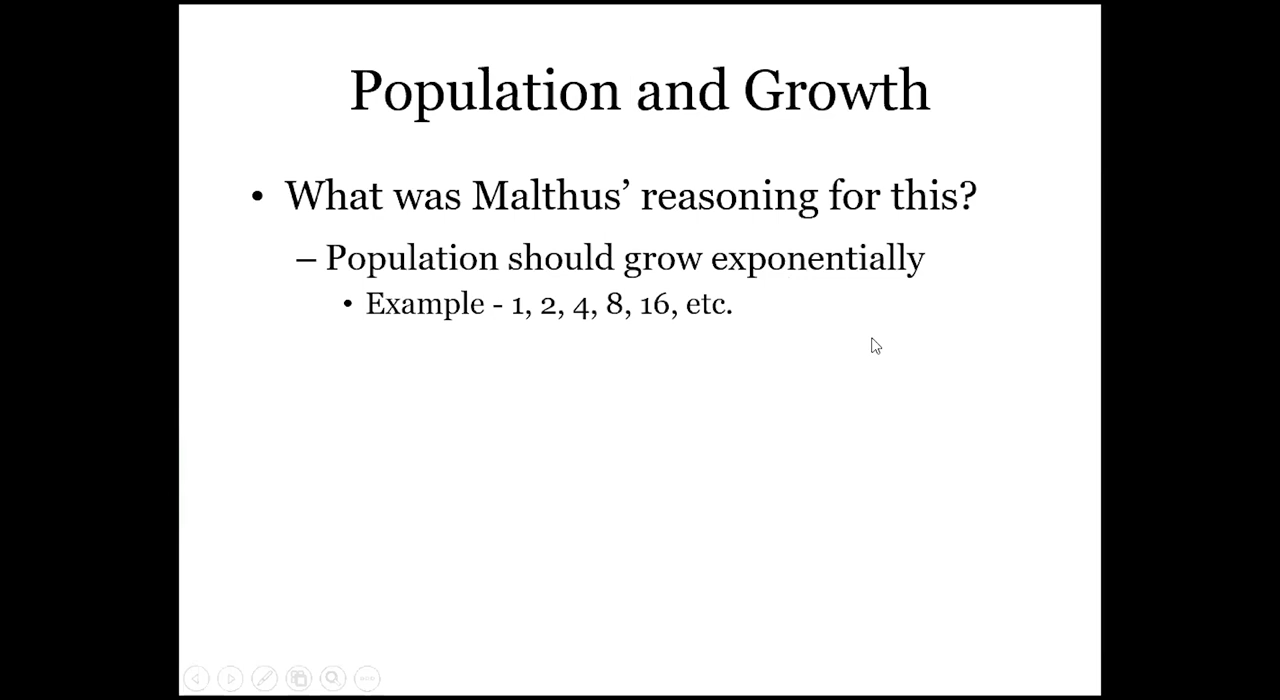 Population and Growth
• What was Malthus’ reasoning for this?
– Population should grow exponentially
• Example - 1, 2, 4, 8, 16, etc.